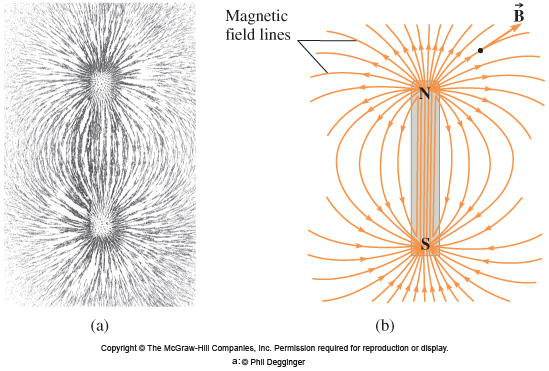 Magnetic
field lines
B
N
S
(a)
(b)
Copyright © The McGraw-Hill Companies, Inc. Permission required for reproduction or display.
a: © Phil Degginger